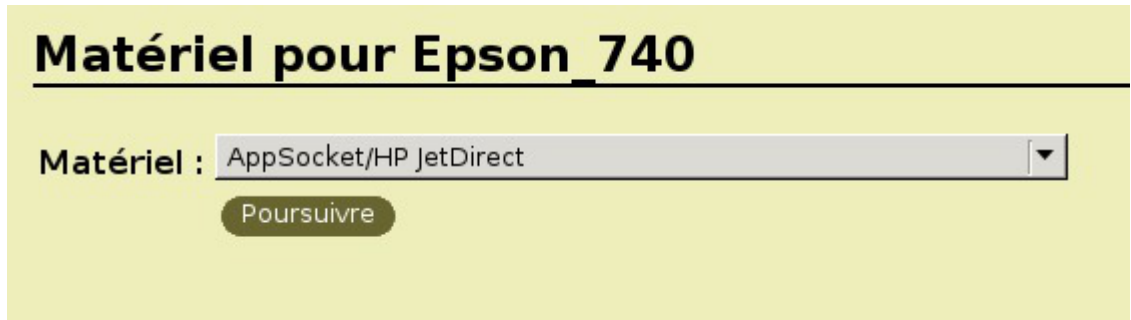 Matériel pour Epson_740
Matériel : AppSocket/HP JetDirect
Poursuivre